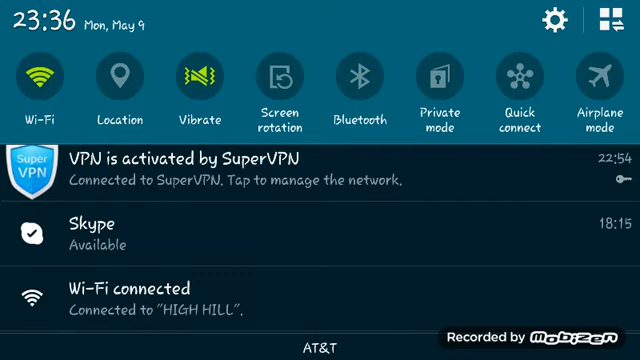 23:36 Mon, May 9
Wi-Fi
Location
Vibrate
Screen
rotation
Bluetooth
Private
mode
Quick
connect
Airplane
mode
Super
VPN
VPN is activated by SuperVPN
22:54
Connected to SuperVPN. Tap to manage the network.
Skype
18:15
Available
Wi-Fi connected
Connected to "HIGH HILL".
AT&T
Recorded by Mobizen